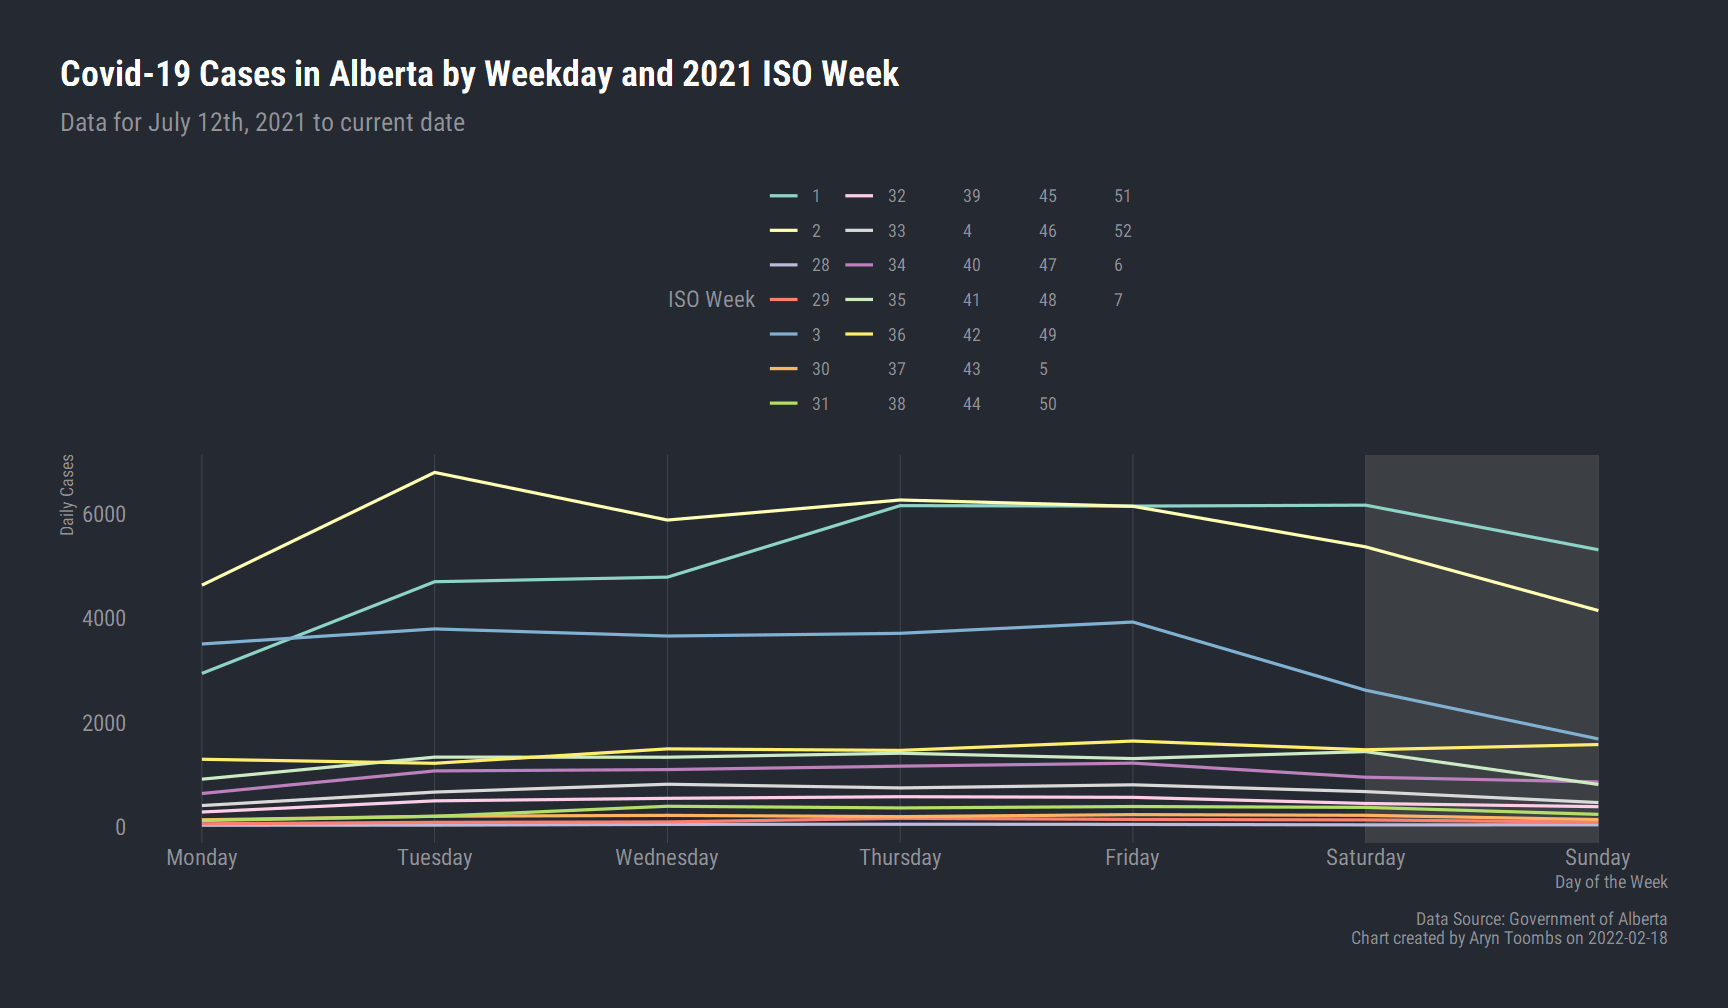 Covid-19 Cases in Alberta by Weekday and 2021 ISO Week
Data for July 12th, 2021 to current date
1 32 39 45 51
2 33 4 46 52
28 34 40 47 6
ISO Week 29 35 41 48 7
3 36 42 49
30 37 43 5
31 38 44 50
Daily Cases
6000
4000
2000
0
Monday Tuesday Wednesday Thursday Friday Saturday Sunday
Day of the Week
Data Source: Government of Alberta
Chart created by Aryn Toombs on 2022-02-18